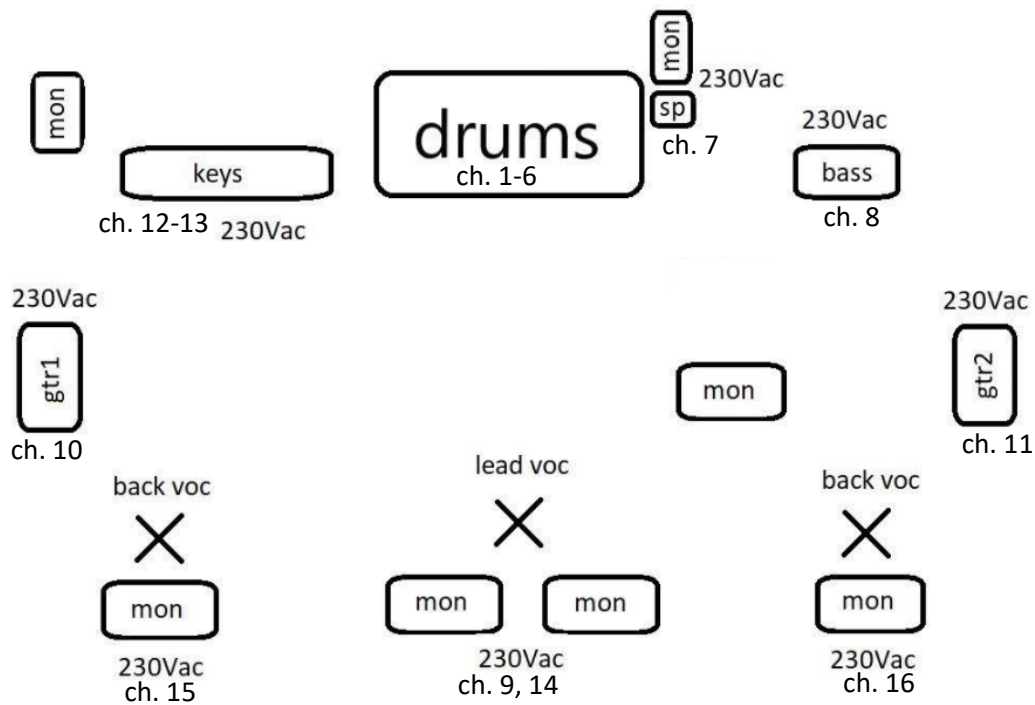 mon
mon
230Vac
sp
ch. 7
drums
ch. 1-6
230Vac
bass
ch. 8
keys
ch. 12-13
230Vac
230Vac
gtr1
ch. 10
mon
230Vac
gtr2
ch. 11
back voc
lead voc
back voc
mon
230Vac
ch. 15
mon
mon
230Vac
ch. 9, 14
mon
230Vac
ch. 16